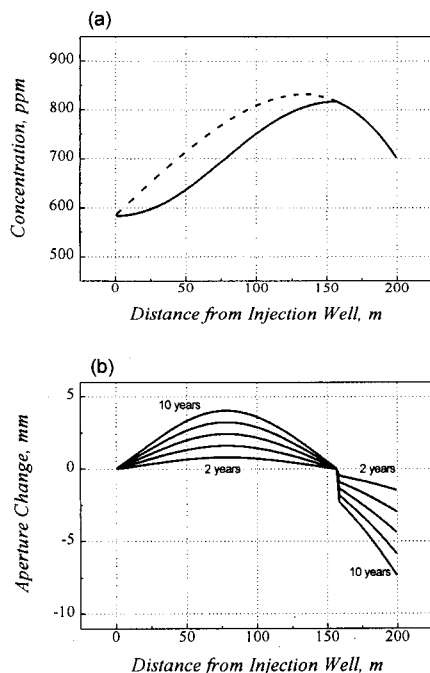 (a)
900
800
700
600
500
Concentration, ppm
0 50 100 150 200
Distance from Injection Well, m
(b)
5
0
-5
-10
Aperture Change, mm
10 years
2 years
2 years
10 years
0 50 100 150 200
Distance from Injection Well, m